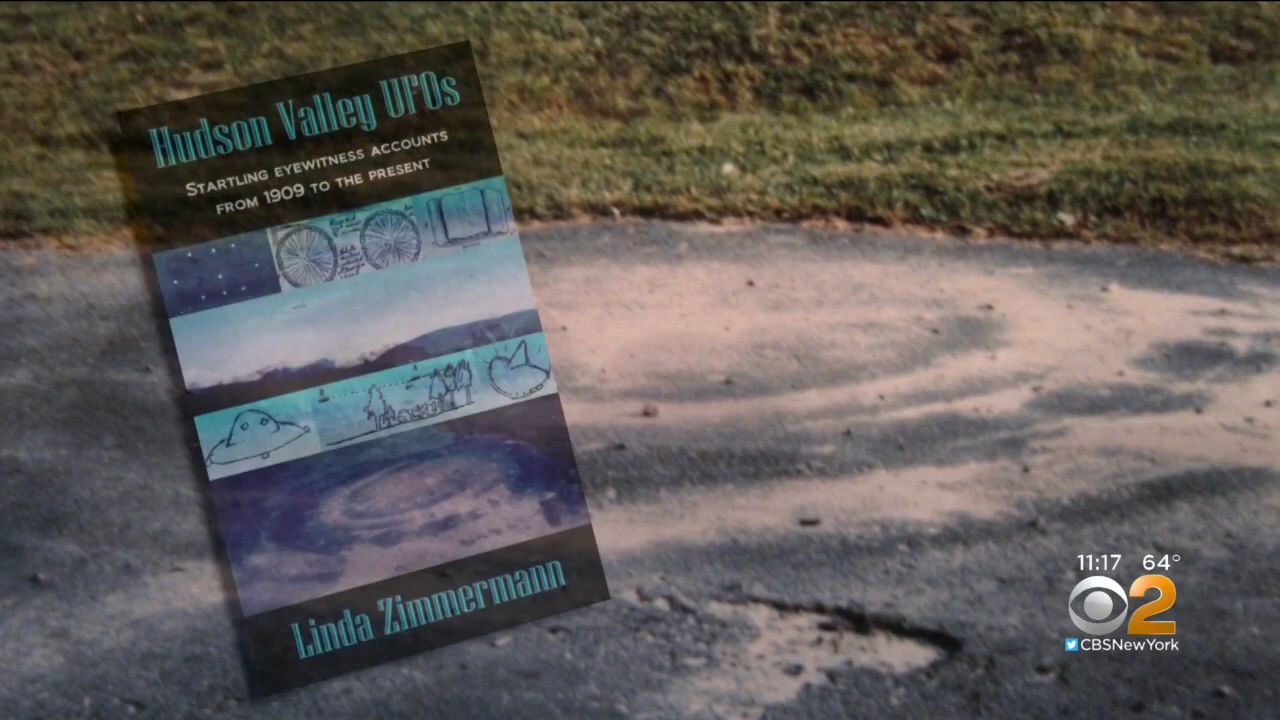 Hudson Valley UFOs
STARTLING EYEWITNESS ACCOUNTS
FROM 1909 TO THE PRESENT
Linda Zimmermann
11:17 64°
2
CBSNewYork